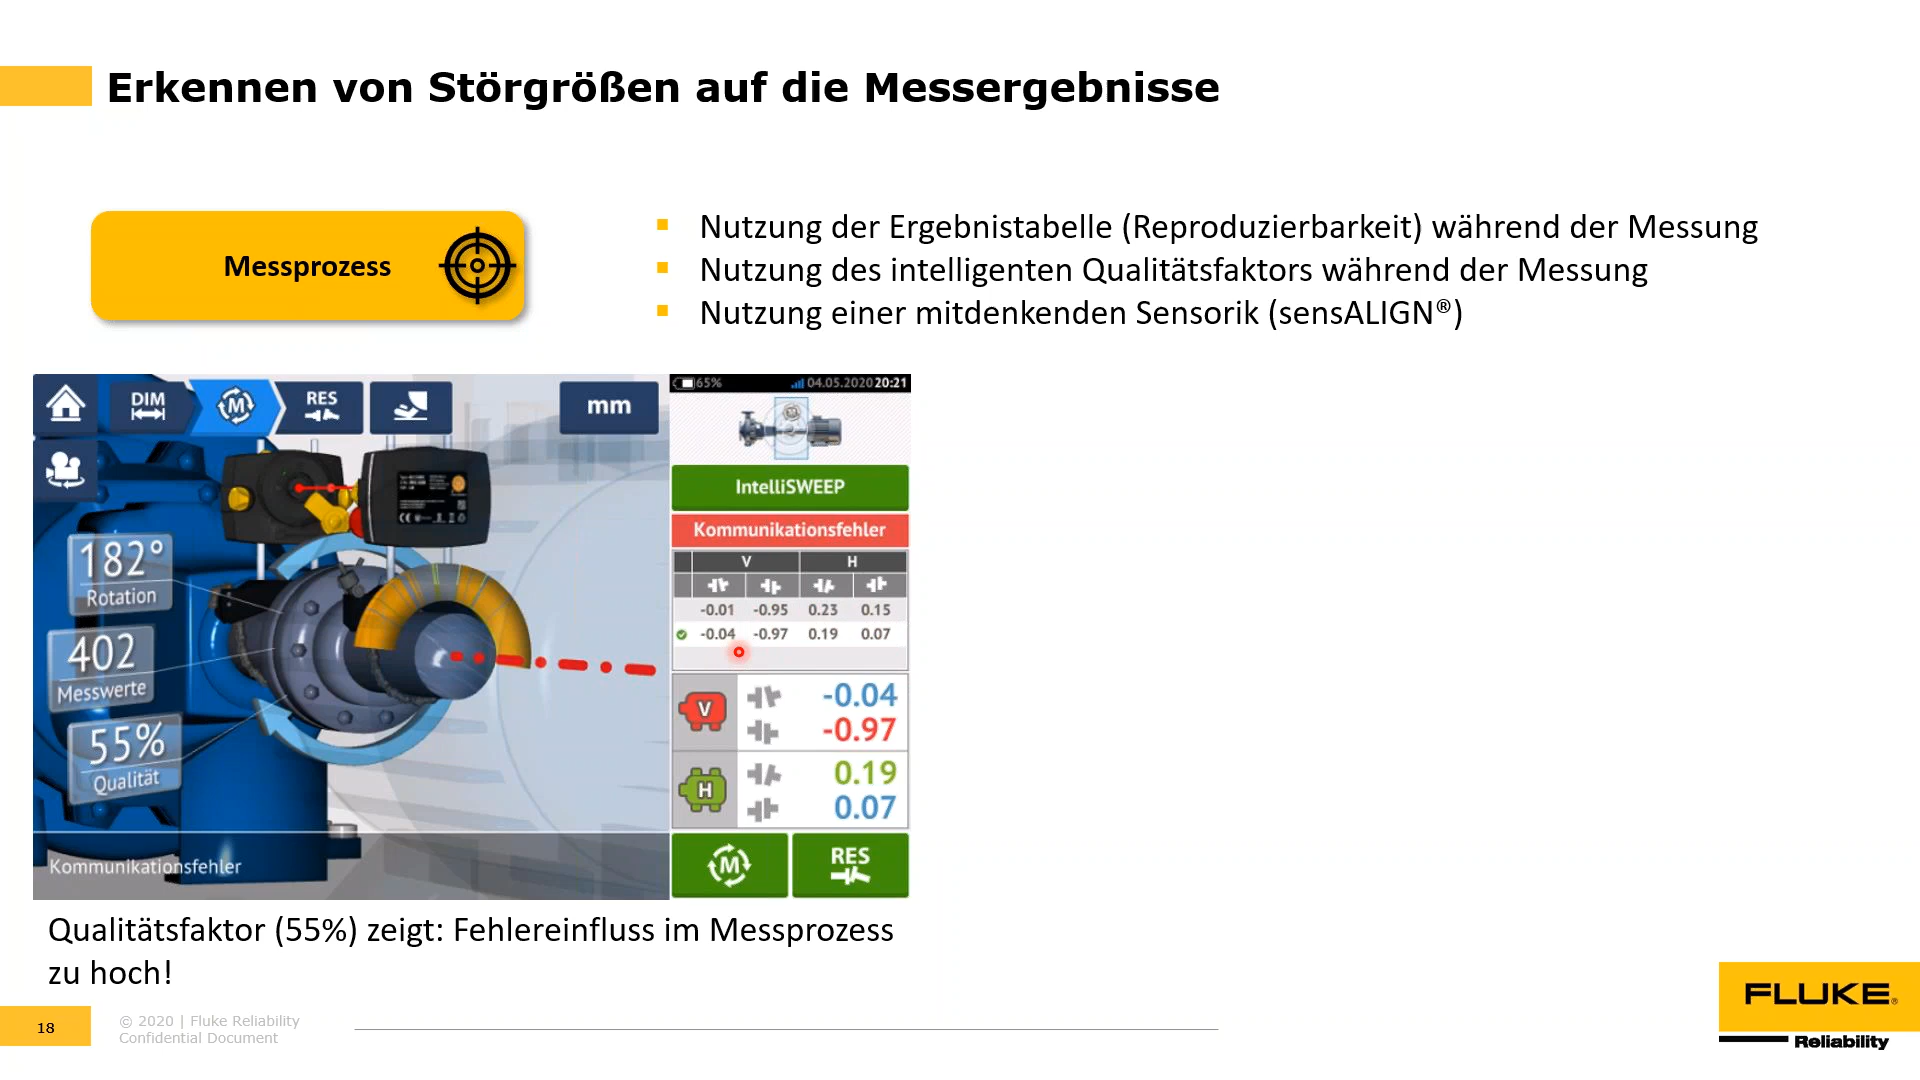 Erkennen von Störgrößen auf die Messergebnisse
Messprozess
Nutzung der Ergebnistabelle (Reproduzierbarkeit) während der Messung
Nutzung des intelligenten Qualitätsfaktors während der Messung
Nutzung einer mitdenkenden Sensorik (sensALIGN®)
DIM
M
RES
mm
182°
Rotation
402
Messwerte
55%
Qualität
Kommunikationsfehler
65% 04.05.2020 20:21
IntelliSWEEP
Kommunikationsfehler
V H
-0.01 -0.95 0.23 0.15
-0.04 -0.97 0.19 0.07
V -0.04
-0.97
H 0.19
0.07
M RES
Qualitätsfaktor (55%) zeigt: Fehlereinfluss im Messprozess
zu hoch!
18
© 2020 | Fluke Reliability
Confidential Document
FLUKE®
Reliability